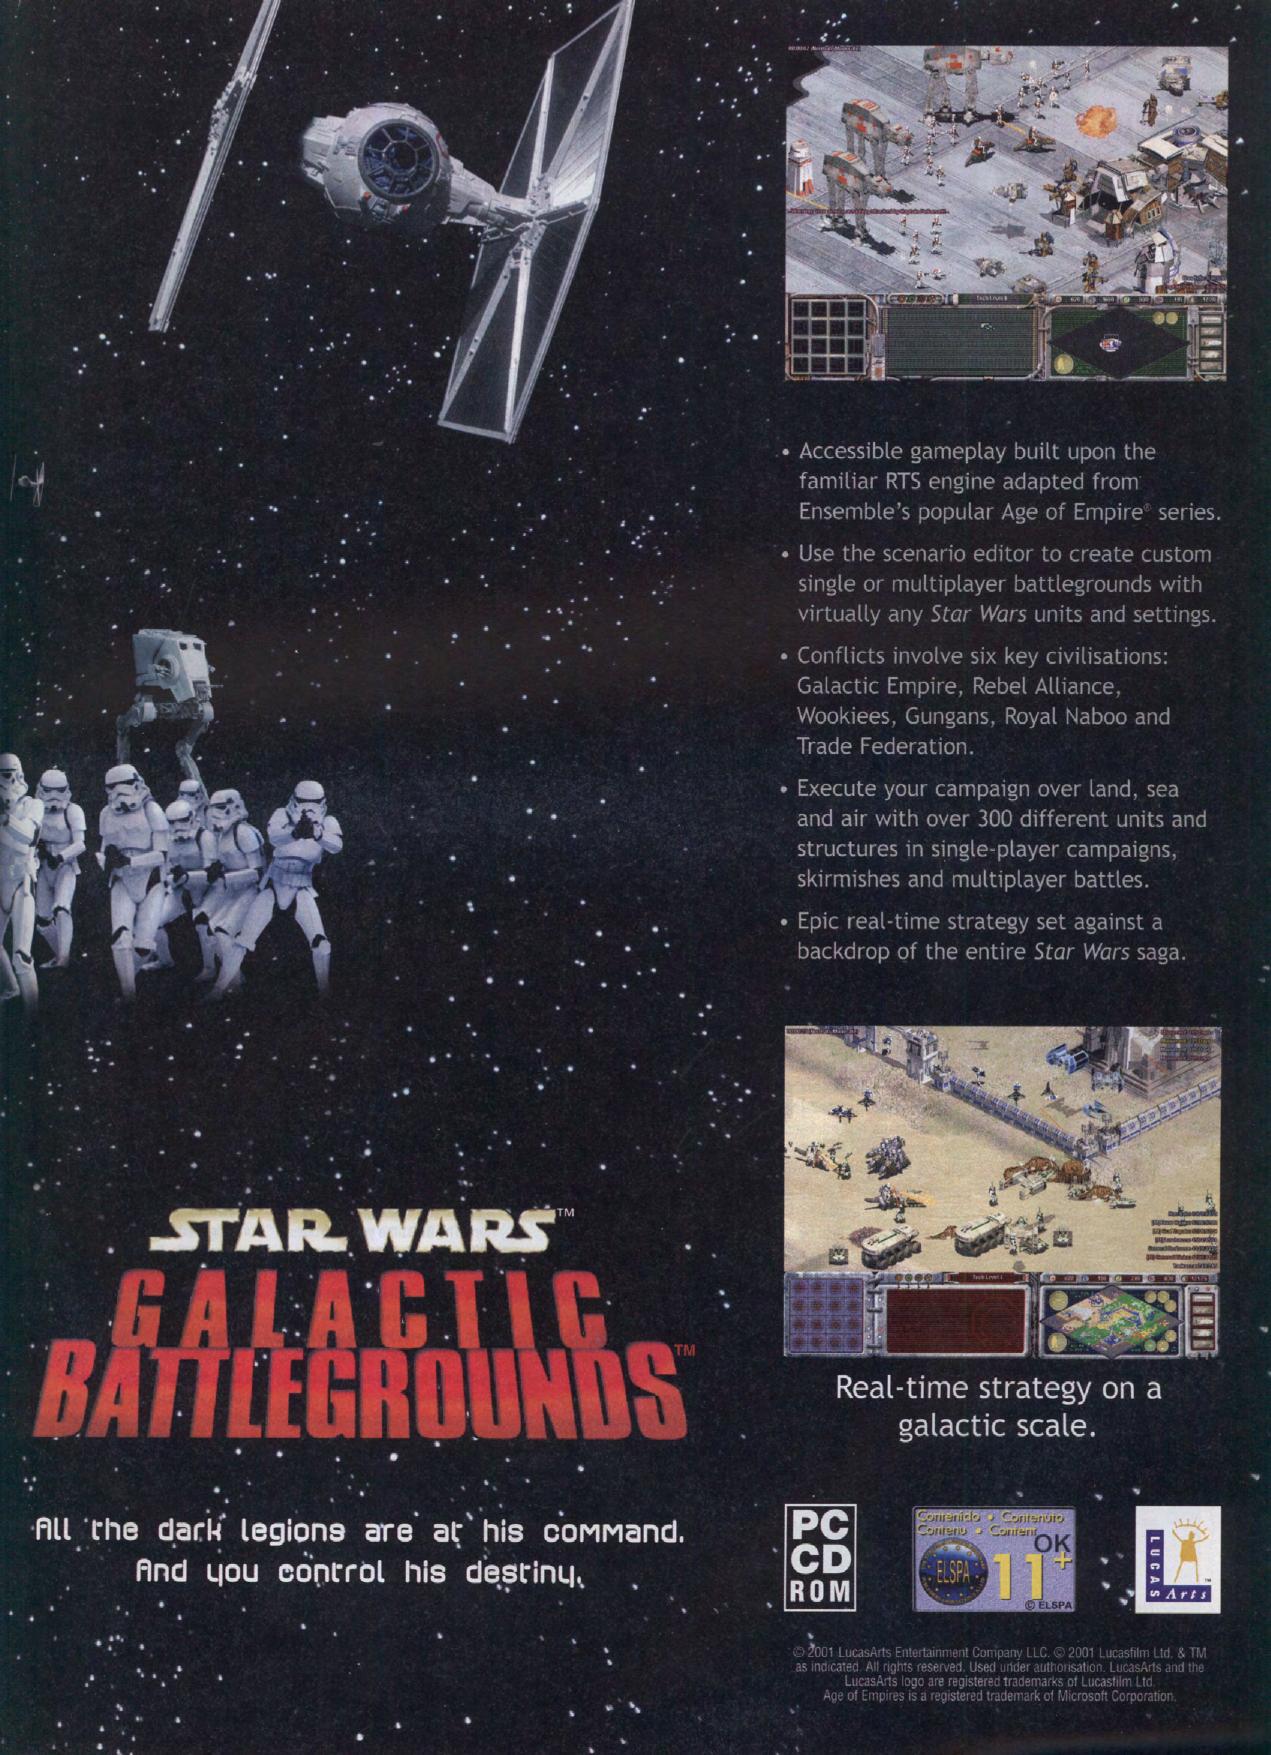 • Accessible gameplay built upon the
familiar RTS engine adapted from
Ensemble's popular Age of Empire® series.
• Use the scenario editor to create custom
single or multiplayer battlegrounds with
virtually any Star Wars units and settings.
• Conflicts involve six key civilisations:
Galactic Empire, Rebel Alliance,
Wookiees, Gungans, Royal Naboo and
Trade Federation.
• Execute your campaign over land, sea
and air with over 300 different units and
structures in single-player campaigns,
skirmishes and multiplayer battles.
• Epic real-time strategy set against a
backdrop of the entire Star Wars saga.
Tech Level 1
Real-time strategy on a
galactic scale.
STAR WARS™
GALACTIC
BATTLEGROUNDS™
All the dark legions are at his command.
And you control his destiny.
PC
CD
ROM
Contenido • Contenuto
Contenu • Content
OK
ELSPA
11+
© ELSPA
LUCAS
Arts™
© 2001 LucasArts Entertainment Company LLC. © 2001 Lucasfilm Ltd. & TM
as indicated. All rights reserved. Used under authorisation. LucasArts and the
LucasArts logo are registered trademarks of Lucasfilm Ltd.
Age of Empires is a registered trademark of Microsoft Corporation.